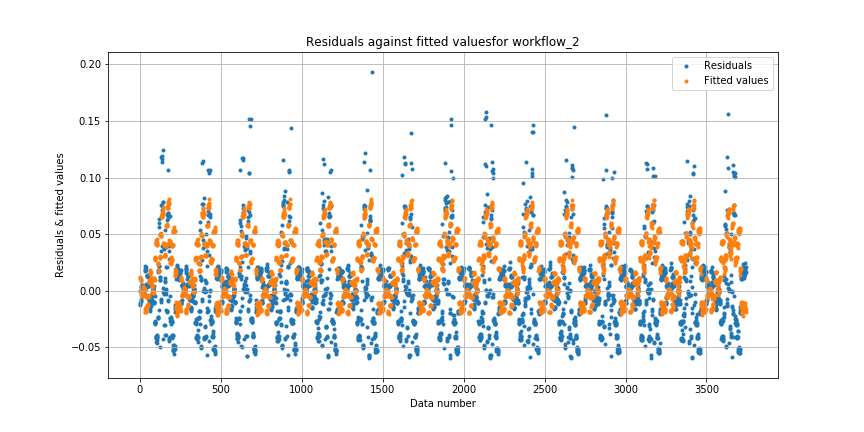 Residuals against fitted valuesfor workflow_2
Residuals
Fitted values
Residuals & fitted values
0.20
0.15
0.10
0.05
0.00
−0.05
0
500
1000
1500
2000
2500
3000
3500
Data number